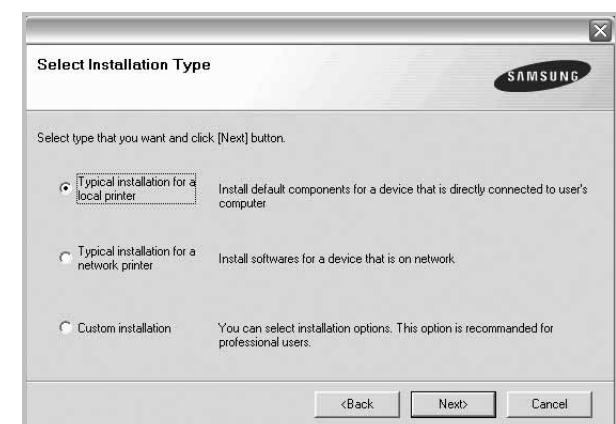 Select Installation Type
SAMSUNG
Select type that you want and click [Next] button.
Typical installation for a
local printer
Install default components for a device that is directly connected to user's
computer
Typical installation for a
network printer
Install softwares for a device that is on network
Custom installation
You can select installation options. This option is recommanded for
professional users.
<Back
Next>
Cancel